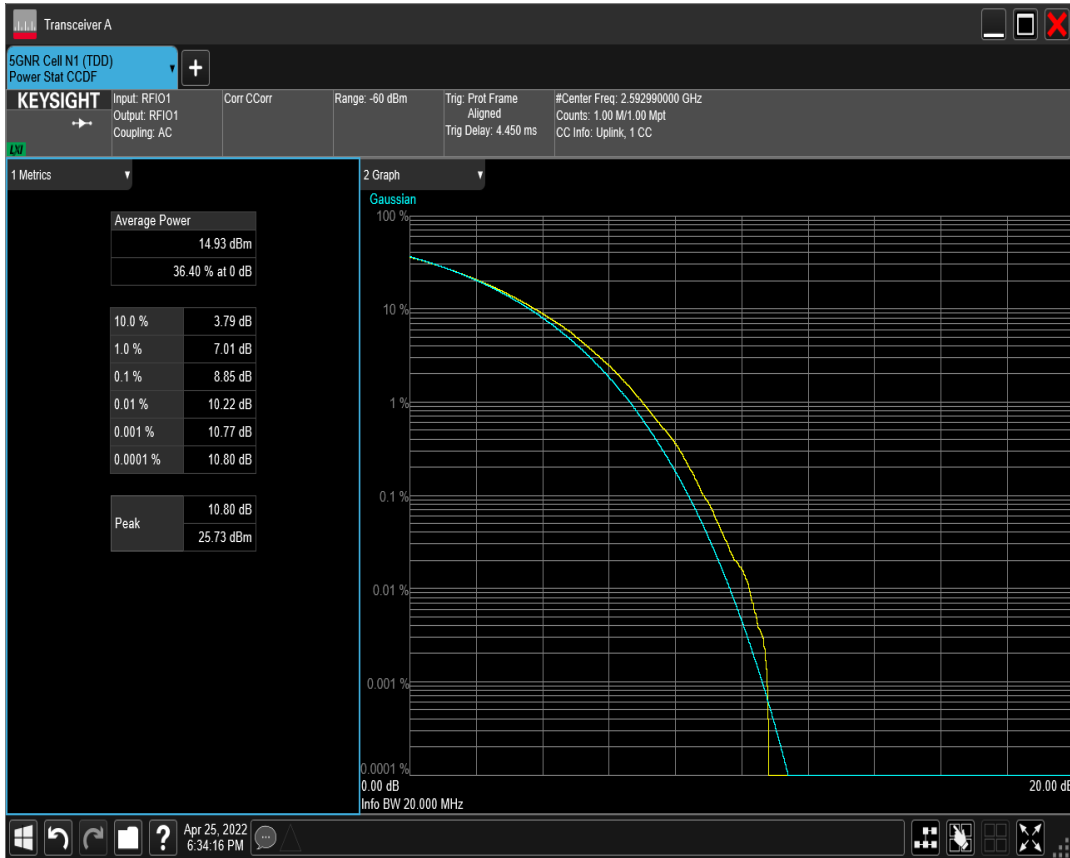 Transceiver A
5GNR Cell N1 (TDD)
Power Stat CCDF
+
KEYSIGHT
LXI
Input: RFIO1
Output: RFIO1
Coupling: AC
Corr CCorr
Range: -60 dBm
Trig: Prot Frame
Aligned
Trig Delay: 4.450 ms
#Center Freq: 2.592990000 GHz
Counts: 1.00 M/1.00 Mpt
CC Info: Uplink, 1 CC
1 Metrics
Average Power
14.93 dBm
36.40 % at 0 dB
10.0 % 3.79 dB
1.0 % 7.01 dB
0.1 % 8.85 dB
0.01 % 10.22 dB
0.001 % 10.77 dB
0.0001 % 10.80 dB
Peak
10.80 dB
25.73 dBm
2 Graph
Gaussian
100 %
10 %
1 %
0.1 %
0.01 %
0.001 %
0.0001 %
0.00 dB 20.00 dB
Info BW 20.000 MHz
?
Apr 25, 2022
6:34:16 PM